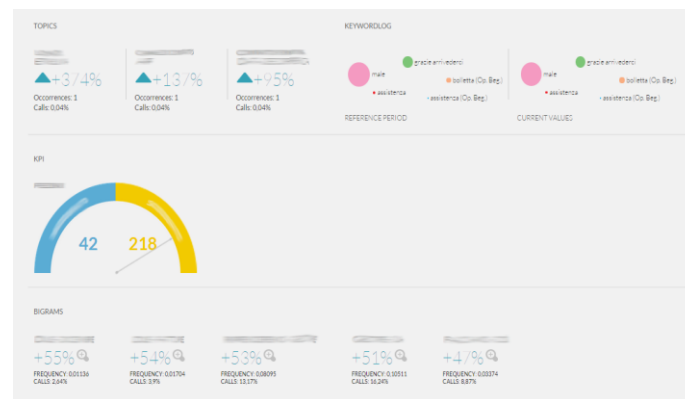 TOPICS
+374%
Occorrences: 1
Calls: 0,04%
+137%
Occorrences: 1
Calls: 0,04%
+95%
Occorrences: 1
Calls: 0,04%
KEYWORDLOG
grazie arrivederci
male
bolletta (Op. Beg.)
assistenza
assistenza (Op. Beg.)
REFERENCE PERIOD
grazie arrivederci
male
bolletta (Op. Beg.)
assistenza
assistenza (Op. Beg.)
CURRENT VALUES
KPI
42
218
BIGRAMS
+55%
FREQUENCY: 0,01136
CALLS: 2,64%
+54%
FREQUENCY: 0,01704
CALLS: 3,9%
+53%
FREQUENCY: 0,08095
CALLS: 13,17%
+51%
FREQUENCY: 0,10511
CALLS: 16,24%
+47%
FREQUENCY: 0,03374
CALLS: 8,87%